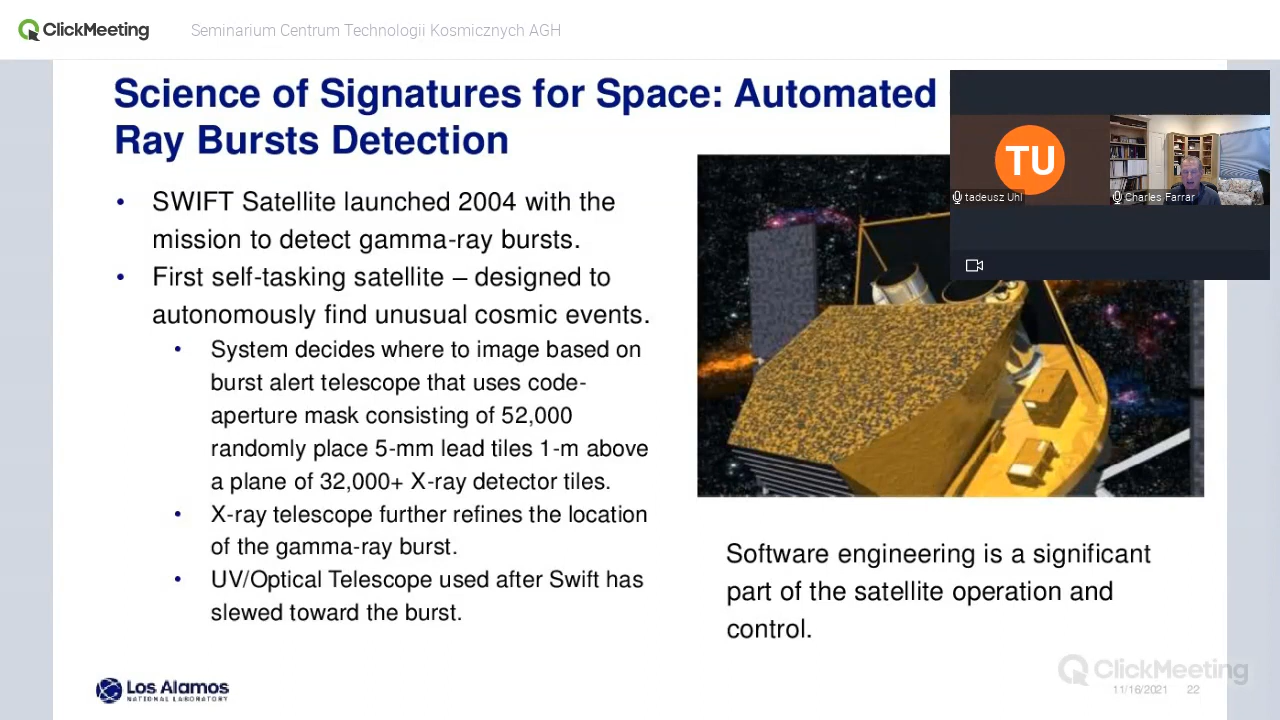 ClickMeeting
Seminarium Centrum Technologii Kosmicznych AGH
Science of Signatures for Space: Automated
Ray Bursts Detection
TU
tadeusz Uhl
Charles Farrar
• SWIFT Satellite launched 2004 with the
mission to detect gamma-ray bursts.
• First self-tasking satellite – designed to
autonomously find unusual cosmic events.
• System decides where to image based on
burst alert telescope that uses code-
aperture mask consisting of 52,000
randomly place 5-mm lead tiles 1-m above
a plane of 32,000+ X-ray detector tiles.
• X-ray telescope further refines the location
of the gamma-ray burst.
• UV/Optical Telescope used after Swift has
slewed toward the burst.
Software engineering is a significant
part of the satellite operation and
control.
Los Alamos
NATIONAL LABORATORY
ClickMeeting
11/16/2021 22